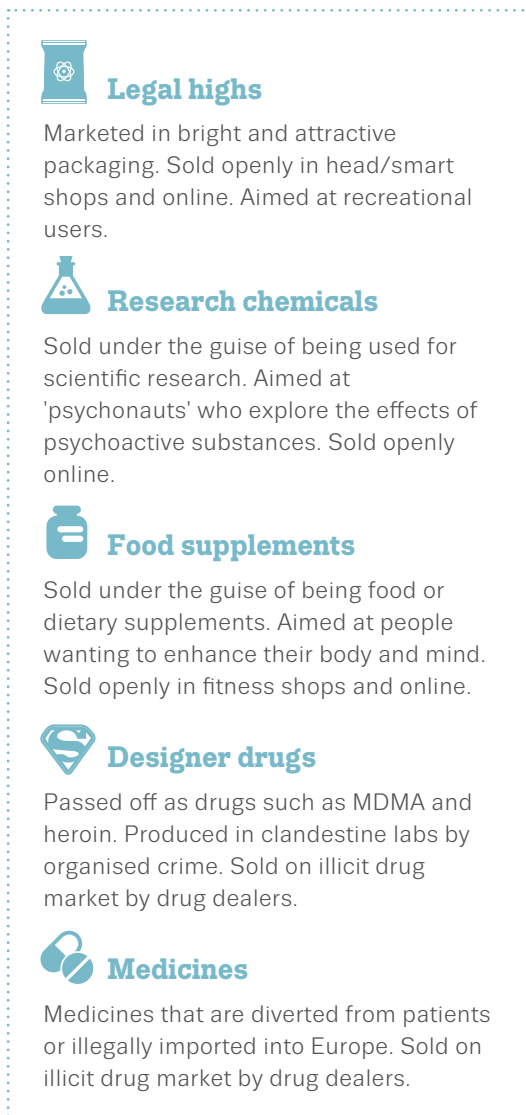 Legal highs
Marketed in bright and attractive
packaging. Sold openly in head/smart
shops and online. Aimed at recreational
users.
Research chemicals
Sold under the guise of being used for
scientific research. Aimed at
'psychonauts' who explore the effects of
psychoactive substances. Sold openly
online.
Food supplements
Sold under the guise of being food or
dietary supplements. Aimed at people
wanting to enhance their body and mind.
Sold openly in fitness shops and online.
Designer drugs
Passed off as drugs such as MDMA and
heroin. Produced in clandestine labs by
organised crime. Sold on illicit drug
market by drug dealers.
Medicines
Medicines that are diverted from patients
or illegally imported into Europe. Sold on
illicit drug market by drug dealers.